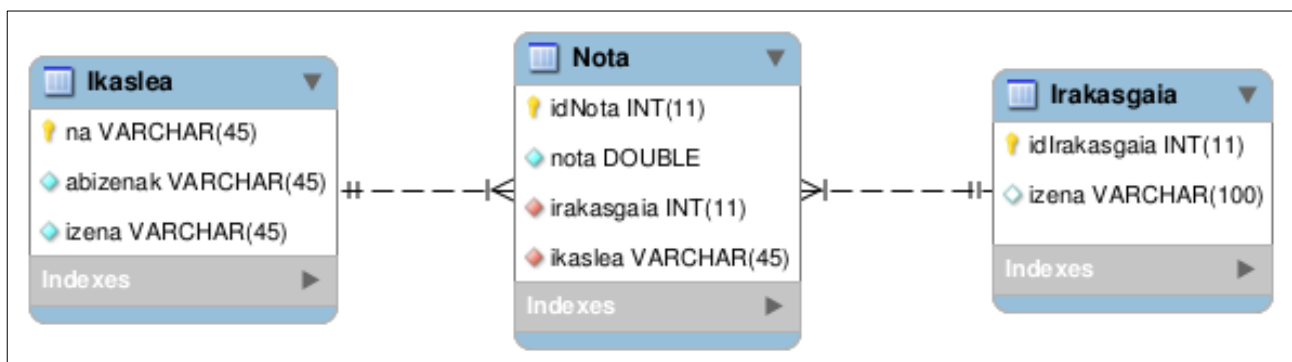 Ikaslea
na VARCHAR(45)
abizenak VARCHAR(45)
izena VARCHAR(45)
Indexes
Nota
idNota INT(11)
nota DOUBLE
irakasgaia INT(11)
ikaslea VARCHAR(45)
Indexes
Irakasgaia
idIrakasgaia INT(11)
izena VARCHAR(100)
Indexes